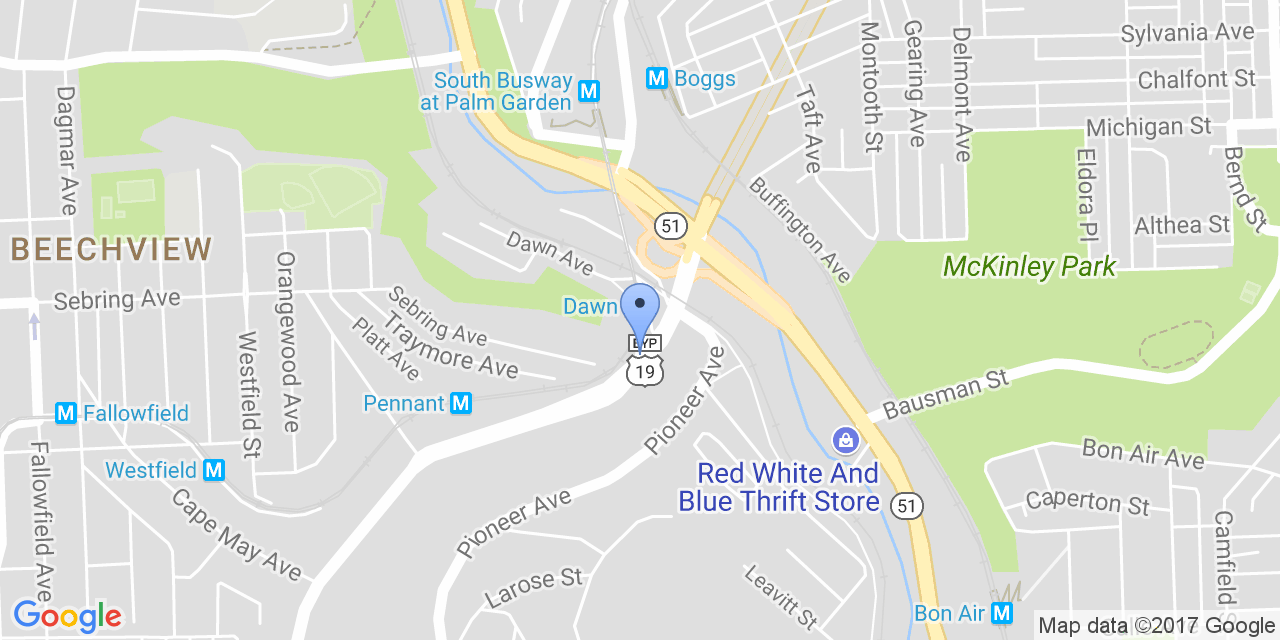 Sylvania Ave
Gearing Ave
Delmont Ave
Montooth St
South Busway
at Palm Garden
M
M
Boggs
Chalfont St
Taft Ave
Dagmar Ave
Michigan St
Eldora Pl
Bernd St
51
Buffington Ave
Althea St
BEECHVIEW
Dawn Ave
McKinley Park
Orangewood Ave
Sebring Ave
Sebring Ave
Dawn
Traymore Ave
Platt Ave
Westfield St
BYP
19
Pioneer Ave
Bausman St
Pennant
M
M
Fallowfield
Fallowfield Ave
Westfield
M
Bon Air Ave
Red White And
Blue Thrift Store
Cape May Ave
Pioneer Ave
51
Caperton St
Camfield S
Larose St
Leavitt St
Bon Air
M
Google
Map data ©2017 Google